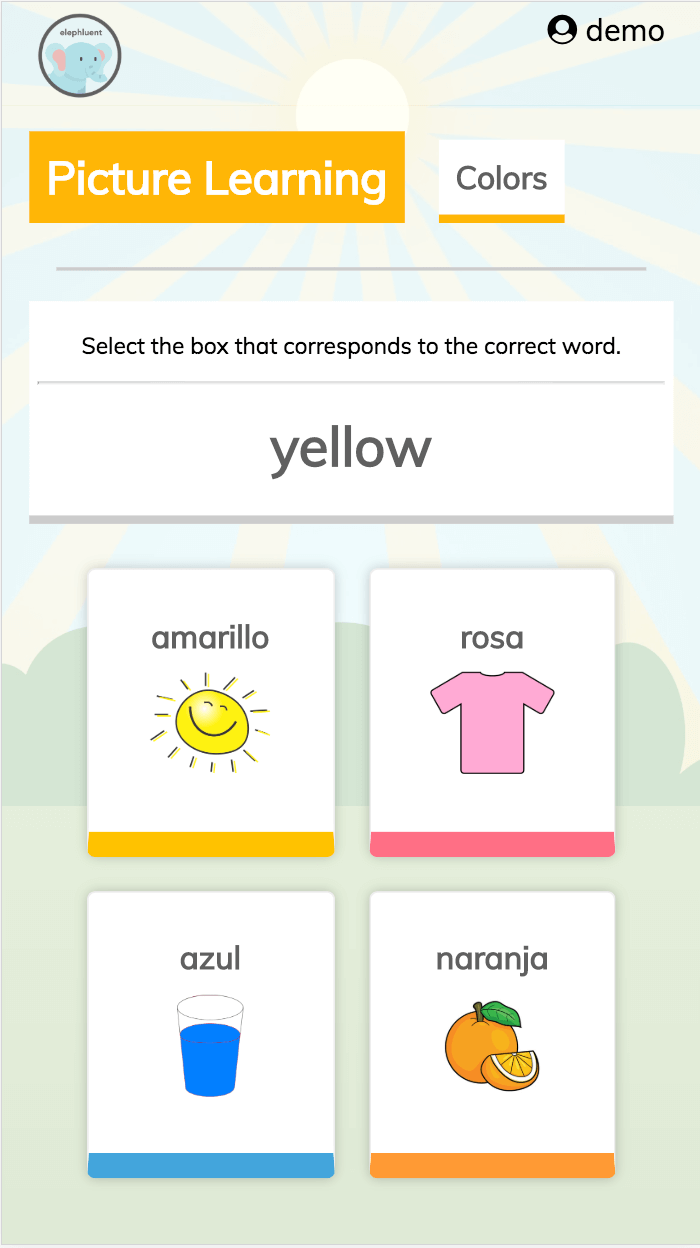 elephluent
demo
Picture Learning
Colors
Select the box that corresponds to the correct word.
yellow
amarillo
rosa
azul
naranja